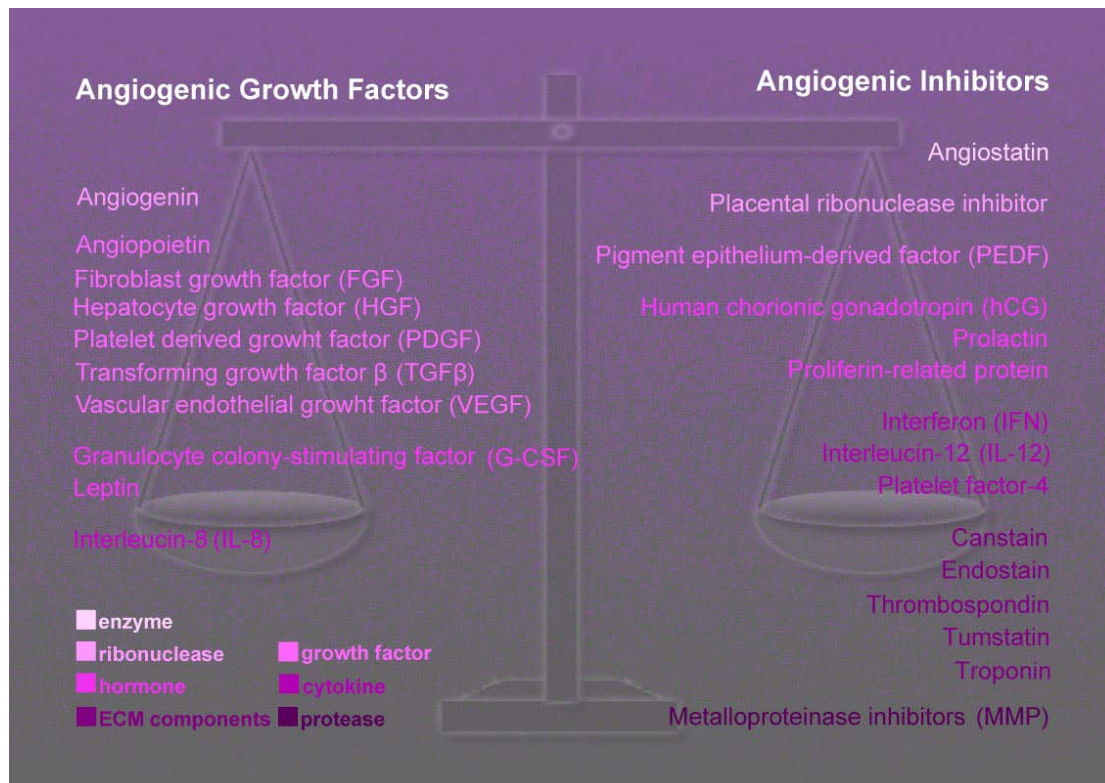 Angiogenic Growth Factors
Angiogenin
Angiopoietin
Fibroblast growth factor (FGF)
Hepatocyte growth factor (HGF)
Platelet derived growht factor (PDGF)
Transforming growth factor β (TGFβ)
Vascular endothelial growht factor (VEGF)
Granulocyte colony-stimulating factor (G-CSF)
Leptin
Interleucin-8 (IL-8)
Angiogenic Inhibitors
Angiostatin
Placental ribonuclease inhibitor
Pigment epithelium-derived factor (PEDF)
Human chorionic gonadotropin (hCG)
Prolactin
Proliferin-related protein
Interferon (IFN)
Interleucin-12 (IL-12)
Platelet factor-4
Canstain
Endostain
Thrombospondin
Tumstatin
Troponin
Metalloproteinase inhibitors (MMP)
enzyme
ribonuclease
growth factor
hormone
cytokine
ECM components
protease